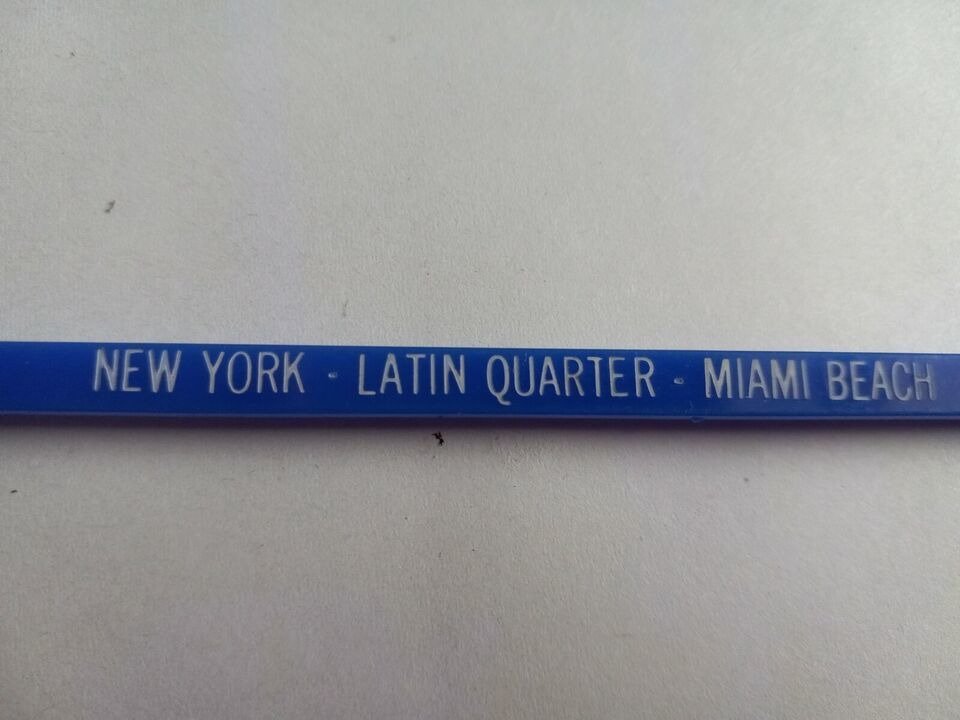 NEW YORK - LATIN QUARTER - MIAMI BEACH